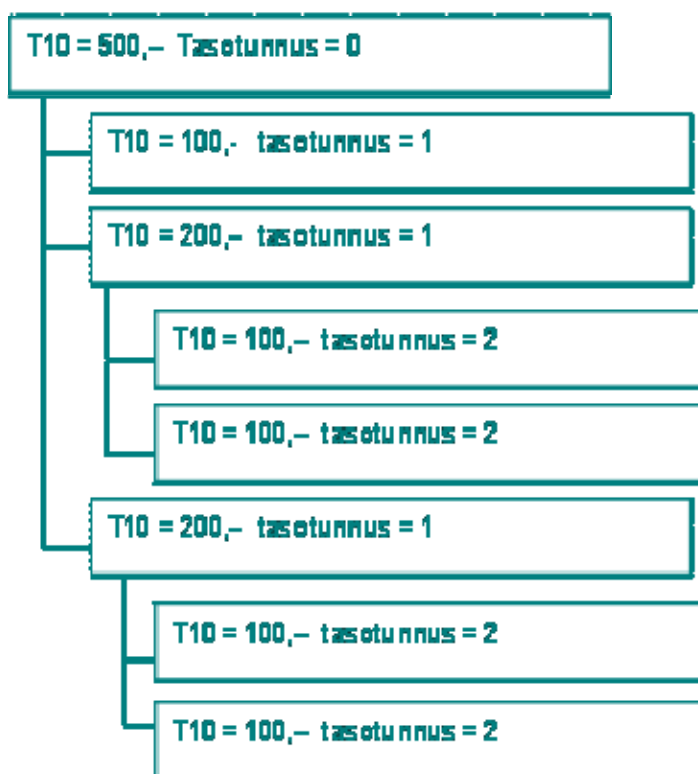 T10 = 500,– Tasotunnus = 0
T10 = 100,- tasotunnus = 1
T10 = 200,– tasotunnus = 1
T10 = 100,– tasotunnus = 2
T10 = 100,– tasotunnus = 2
T10 = 200,– tasotunnus = 1
T10 = 100,– tasotunnus = 2
T10 = 100,– tasotunnus = 2